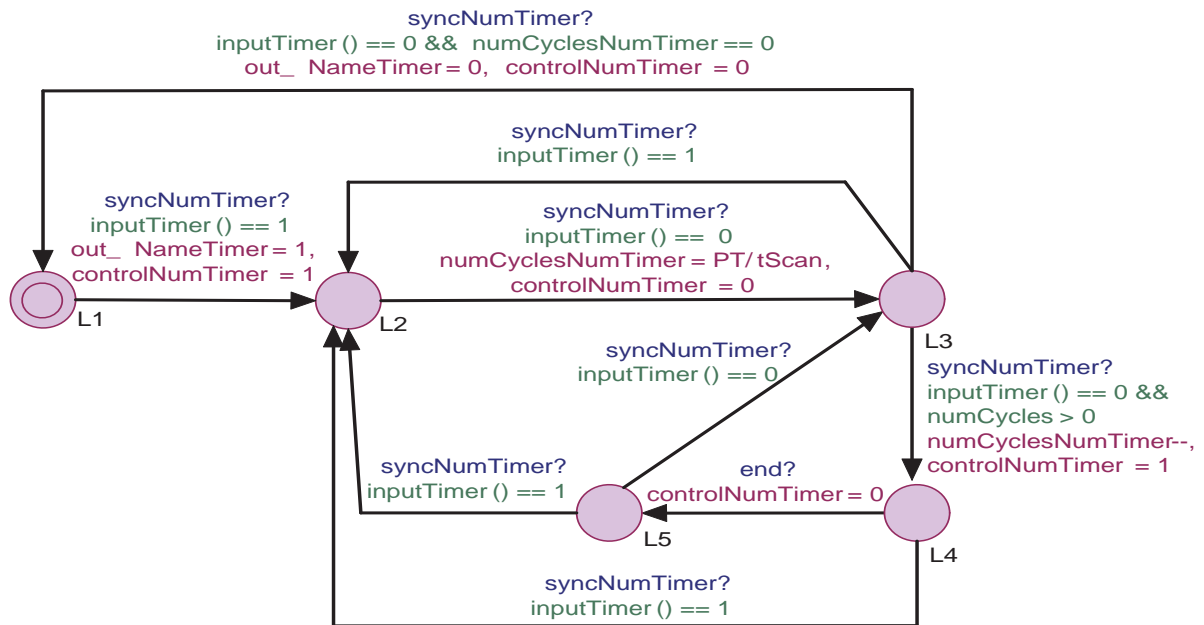 syncNumTimer?
inputTimer () == 0 && numCyclesNumTimer == 0
out_ NameTimer = 0, controlNumTimer = 0
syncNumTimer?
inputTimer () == 1
syncNumTimer?
inputTimer () == 1
out_ NameTimer = 1,
controlNumTimer = 1
syncNumTimer?
inputTimer () == 0
numCyclesNumTimer = PT/ tScan,
controlNumTimer = 0
L1
L2
L3
syncNumTimer?
inputTimer () == 0
syncNumTimer?
inputTimer () == 0 &&
numCycles > 0
numCyclesNumTimer--,
controlNumTimer = 1
syncNumTimer?
inputTimer () == 1
end?
controlNumTimer = 0
L5
L4
syncNumTimer?
inputTimer () == 1